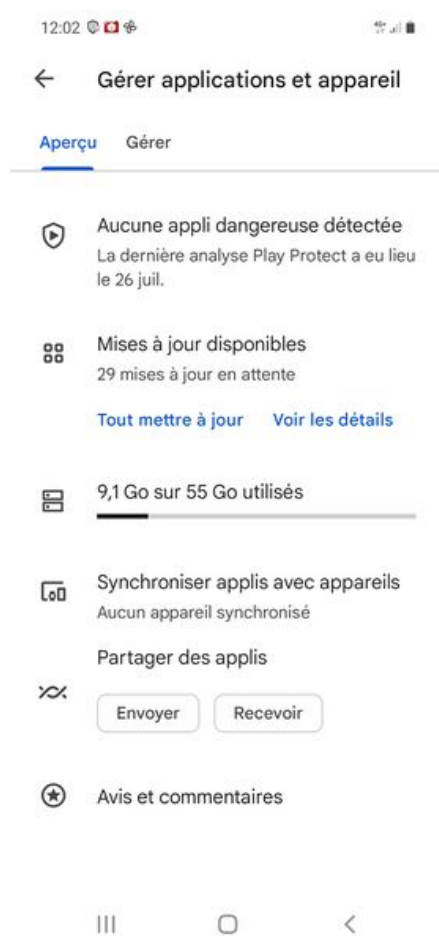 12:02
Gérer applications et appareil
Aperçu Gérer
Aucune appli dangereuse détectée
La dernière analyse Play Protect a eu lieu
le 26 juil.
Mises à jour disponibles
29 mises à jour en attente
Tout mettre à jour Voir les détails
9,1 Go sur 55 Go utilisés
Synchroniser applis avec appareils
Aucun appareil synchronisé
Partager des applis
Envoyer Recevoir
Avis et commentaires